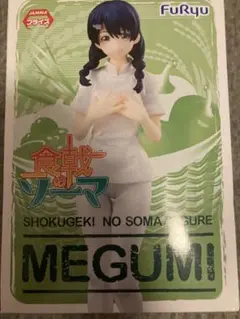 FuRyu
食戟の
ソーマ
SHOKUGEKI NO SOMA FIGURE
MEGUMI